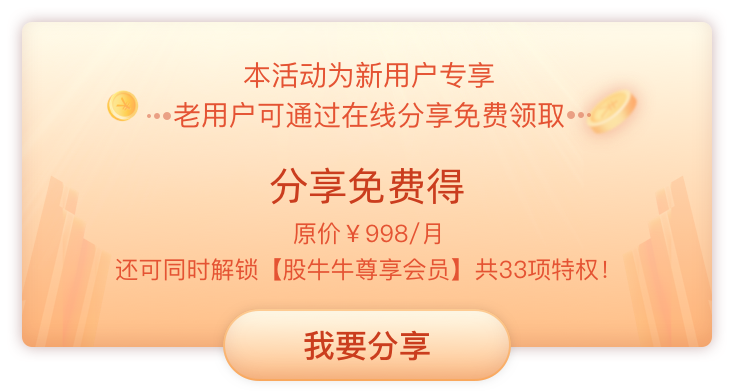 本活动为新用户专享
老用户可通过在线分享免费领取
分享免费得
原价￥998/月
还可同时解锁【股牛牛尊享会员】共33项特权！
我要分享